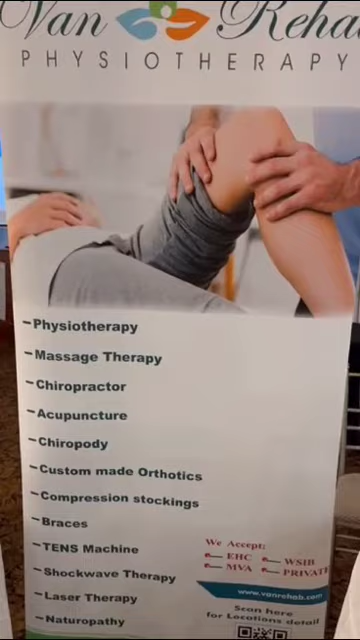 Van Rehab
PHYSIOTHERAPY
Physiotherapy
Massage Therapy
Chiropractor
Acupuncture
Chiropody
Custom made Orthotics
Compression stockings
Braces
TENS Machine
Shockwave Therapy
Laser Therapy
Naturopathy
We Accept:
EHC WSIB
MVA PRIVATE
www.vanrehab.com
Scan here
for Locations detail